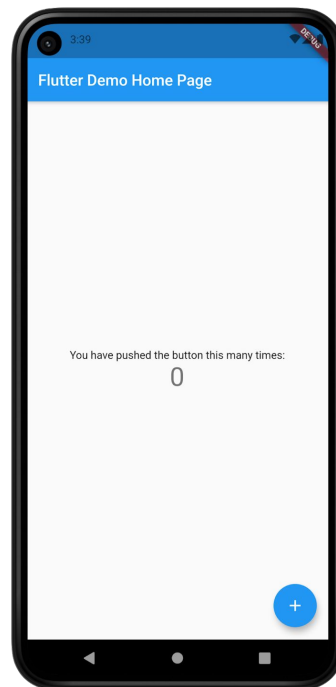 3:39
DEBUG
Flutter Demo Home Page
You have pushed the button this many times:
0
+